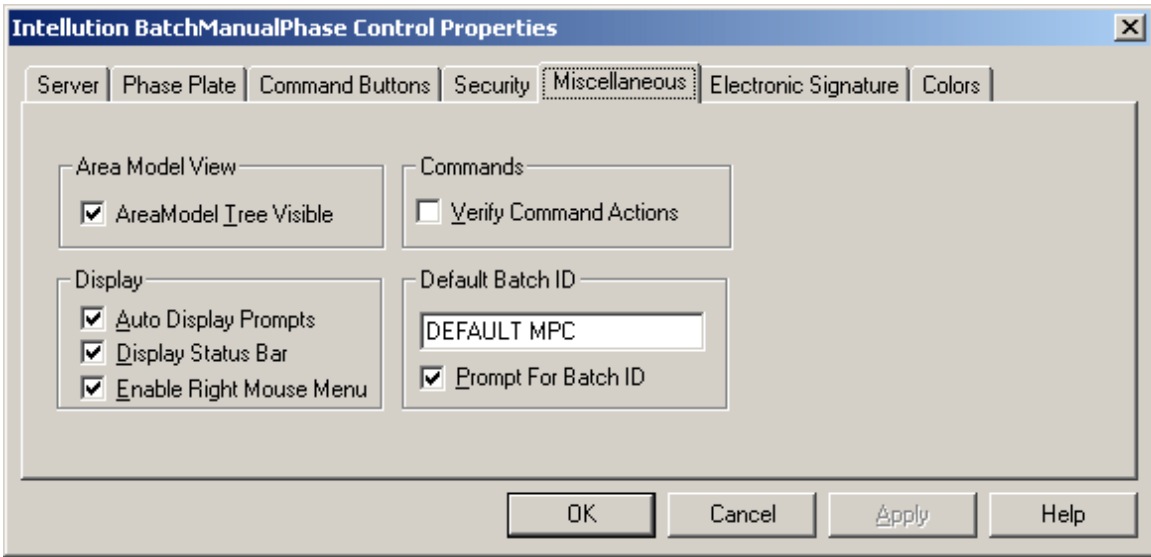 Intellution BatchManualPhase Control Properties
Server Phase Plate Command Buttons Security Miscellaneous Electronic Signature Colors
Area Model View
AreaModel Tree Visible
Commands
Verify Command Actions
Display
Auto Display Prompts
Display Status Bar
Enable Right Mouse Menu
Default Batch ID
DEFAULT MPC
Prompt For Batch ID
OK Cancel Apply Help